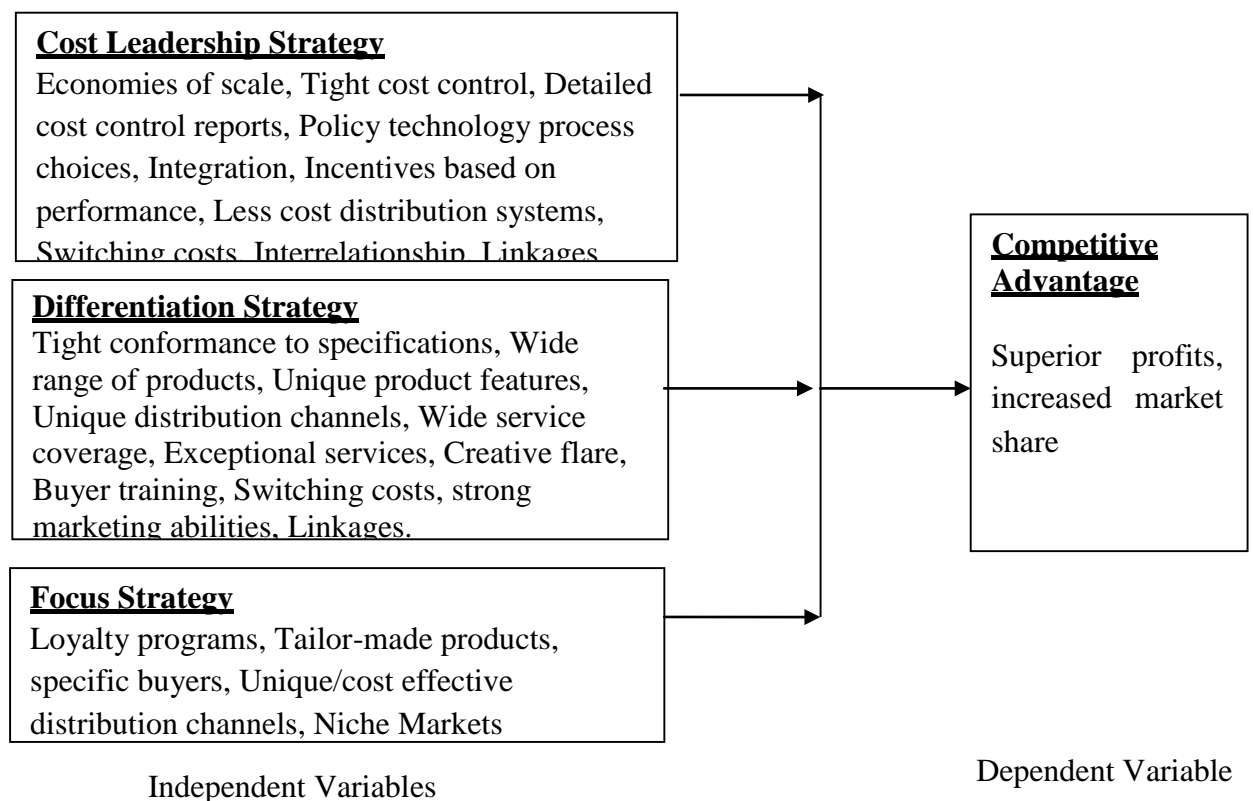 Cost Leadership Strategy
Economies of scale, Tight cost control, Detailed
cost control reports, Policy technology process
choices, Integration, Incentives based on
performance, Less cost distribution systems,
Switching costs, Interrelationship, Linkages
Differentiation Strategy
Tight conformance to specifications, Wide
range of products, Unique product features,
Unique distribution channels, Wide service
coverage, Exceptional services, Creative flare,
Buyer training, Switching costs, strong
marketing abilities, Linkages.
Focus Strategy
Loyalty programs, Tailor-made products,
specific buyers, Unique/cost effective
distribution channels, Niche Markets
Independent Variables
Competitive
Advantage
Superior profits,
increased market
share
Dependent Variable